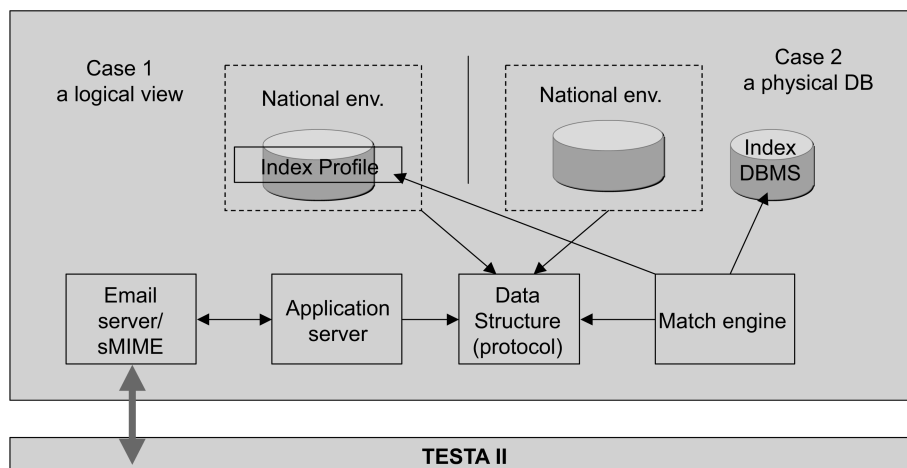 Case 1
a logical view
National env.
Index Profile
National env.
Case 2
a physical DB
Index
DBMS
Email
server/
sMIME
Application
server
Data
Structure
(protocol)
Match engine
TESTA II